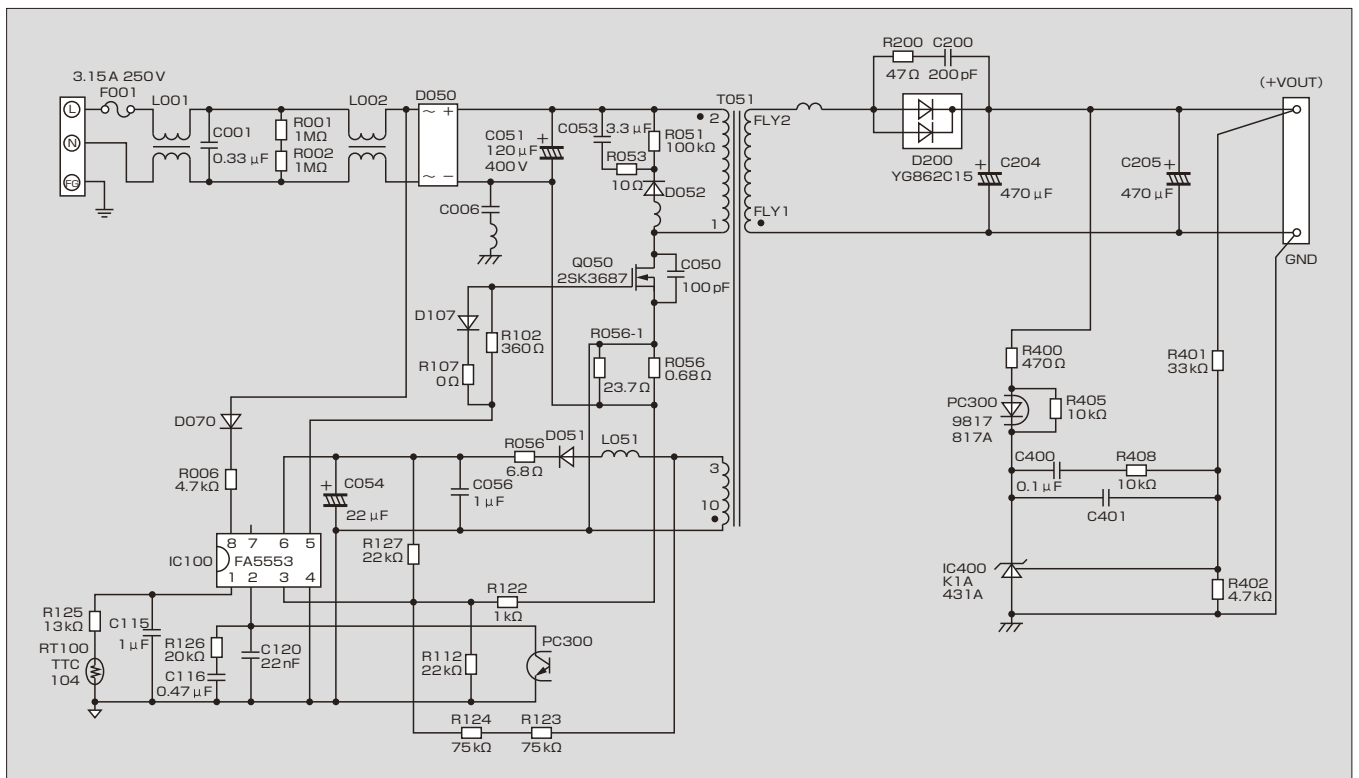 3.15A 250V
F001
L001
L002
D050
L
N
FG
C001
0.33μF
R001
1MΩ
R002
1MΩ
~ +
~ −
C006
C051
120μF
400V
+
C053 3.3μF
R053
10Ω
R051
100kΩ
D052
T051
2
1
3
10
FLY2
FLY1
R200 C200
47Ω 200pF
D200
YG862C15
+
C204
470μF
C205
+
470μF
(+VOUT)
GND
Q050
2SK3687
C050
100pF
D107
R102
360Ω
R107
0Ω
R056-1
23.7Ω
R056
0.68Ω
R400
470Ω
PC300
9817
817A
R405
10kΩ
R401
33kΩ
C400
0.1μF
R408
10kΩ
C401
IC400
K1A
431A
R402
4.7kΩ
D070
R006
4.7kΩ
R056
6.8Ω
D051
L051
+
C054
22μF
C056
1μF
8 7 6 5
IC100
FA5553
1 2 3 4
R127
22kΩ
R122
1kΩ
R125
13kΩ
C115
1μF
RT100
TTC
104
R126
20kΩ
C116
0.47μF
C120
22nF
R112
22kΩ
PC300
R124
75kΩ
R123
75kΩ